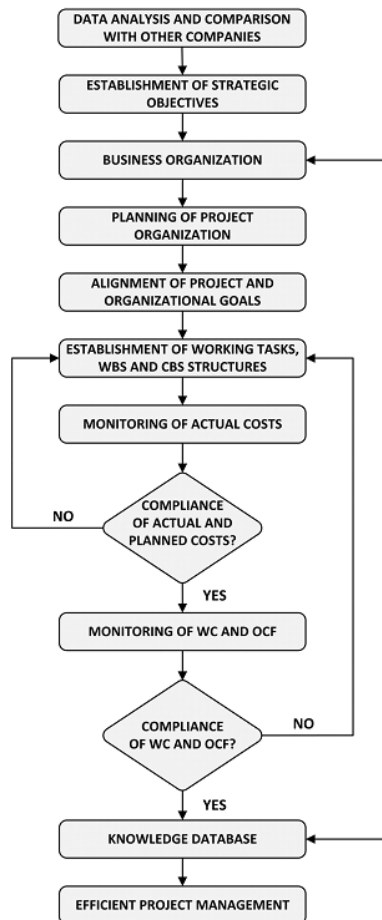 DATA ANALYSIS AND COMPARISON
WITH OTHER COMPANIES
ESTABLISHMENT OF STRATEGIC
OBJECTIVES
BUSINESS ORGANIZATION
PLANNING OF PROJECT
ORGANIZATION
ALIGNMENT OF PROJECT AND
ORGANIZATIONAL GOALS
ESTABLISHMENT OF WORKING TASKS,
WBS AND CBS STRUCTURES
MONITORING OF ACTUAL COSTS
COMPLIANCE
OF ACTUAL AND
PLANNED COSTS?
NO
YES
MONITORING OF WC AND OCF
COMPLIANCE
OF WC AND OCF?
NO
YES
KNOWLEDGE DATABASE
EFFICIENT PROJECT MANAGEMENT